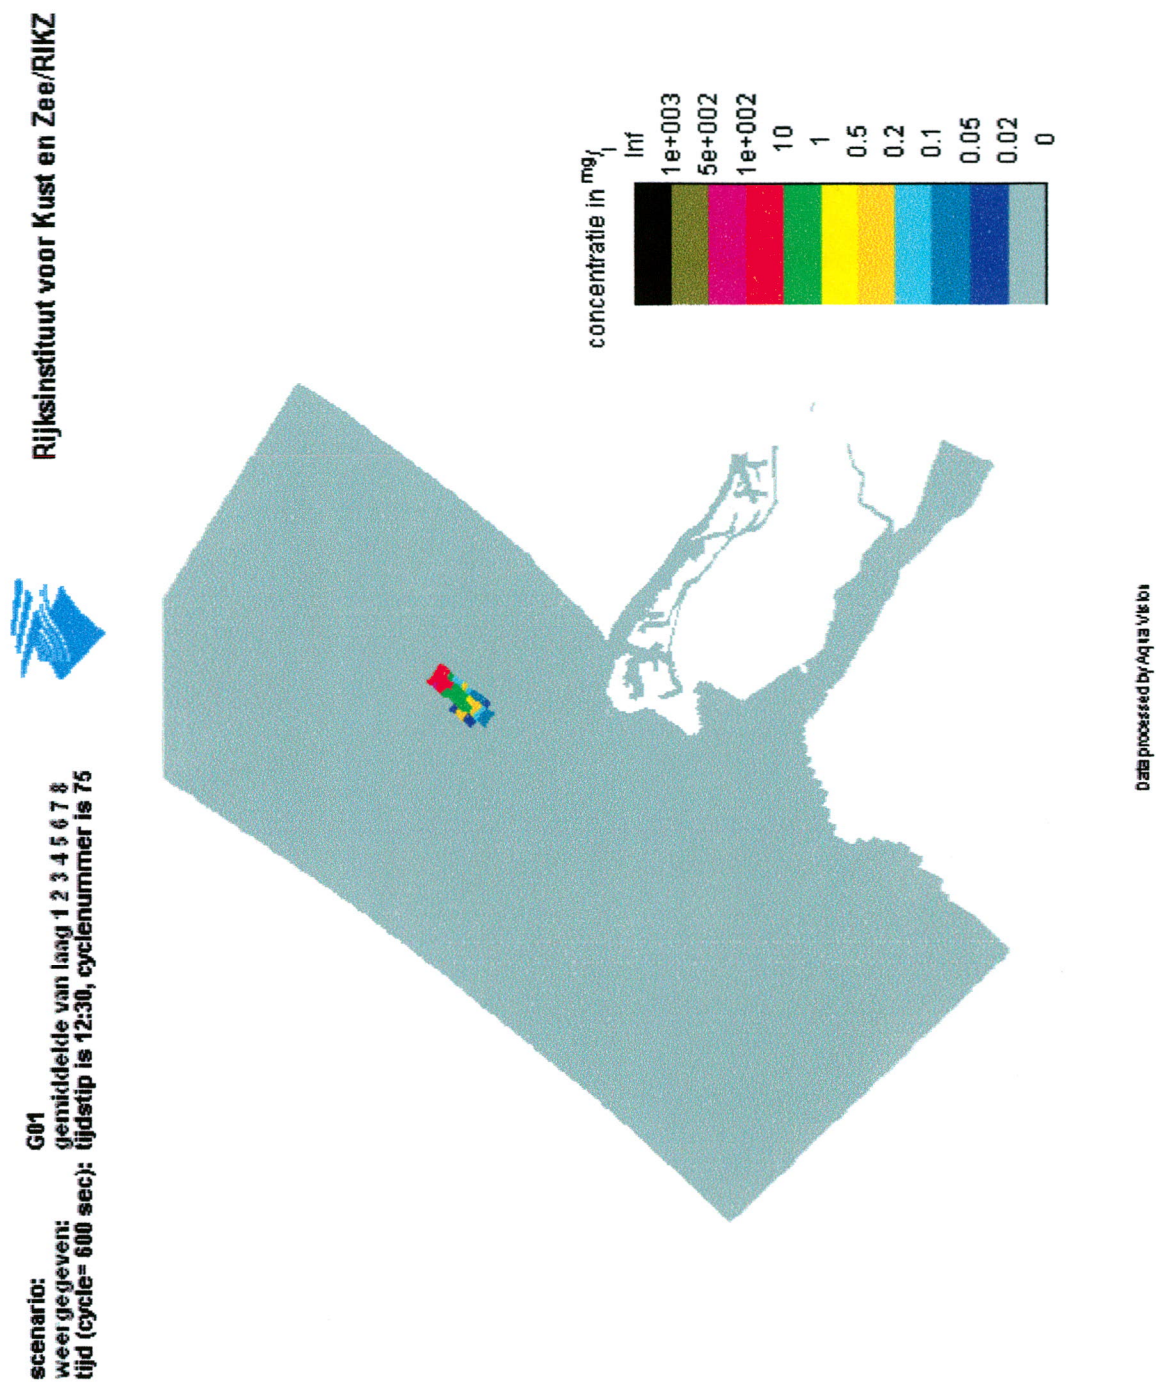 Rijksinstituut voor Kust en Zee/RIKZ
scenario: G01
weergegeven: gemiddelde van laag 1 2 3 4 5 6 7 8
tijd (cycle= 600 sec): tijdstip is 12:30, cyclenummer is 75
concentratie in mg/l
Inf
1e+003
5e+002
1e+002
10
1
0.5
0.2
0.1
0.05
0.02
0
Data processed by Aqua Vision